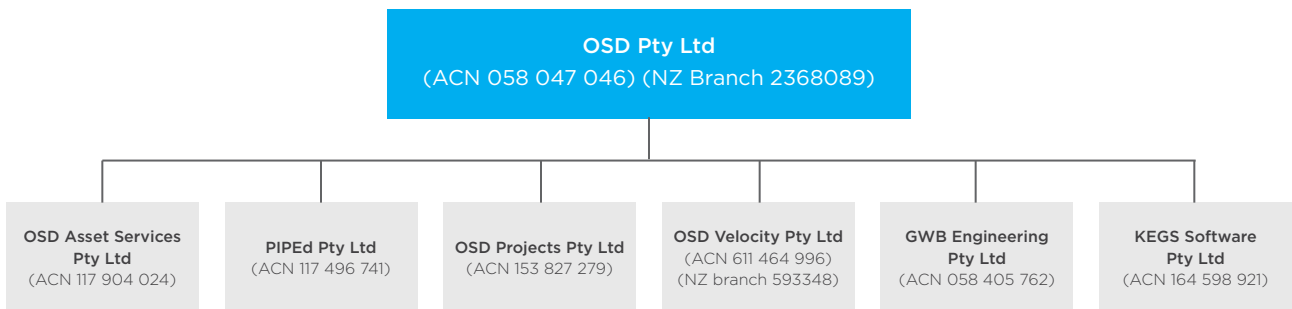 OSD Pty Ltd
(ACN 058 047 046) (NZ Branch 2368089)
OSD Asset Services
Pty Ltd
(ACN 117 904 024)
PIPEd Pty Ltd
(ACN 117 496 741)
OSD Projects Pty Ltd
(ACN 153 827 279)
OSD Velocity Pty Ltd
(ACN 611 464 996)
(NZ branch 593348)
GWB Engineering
Pty Ltd
(ACN 058 405 762)
KEGS Software
Pty Ltd
(ACN 164 598 921)